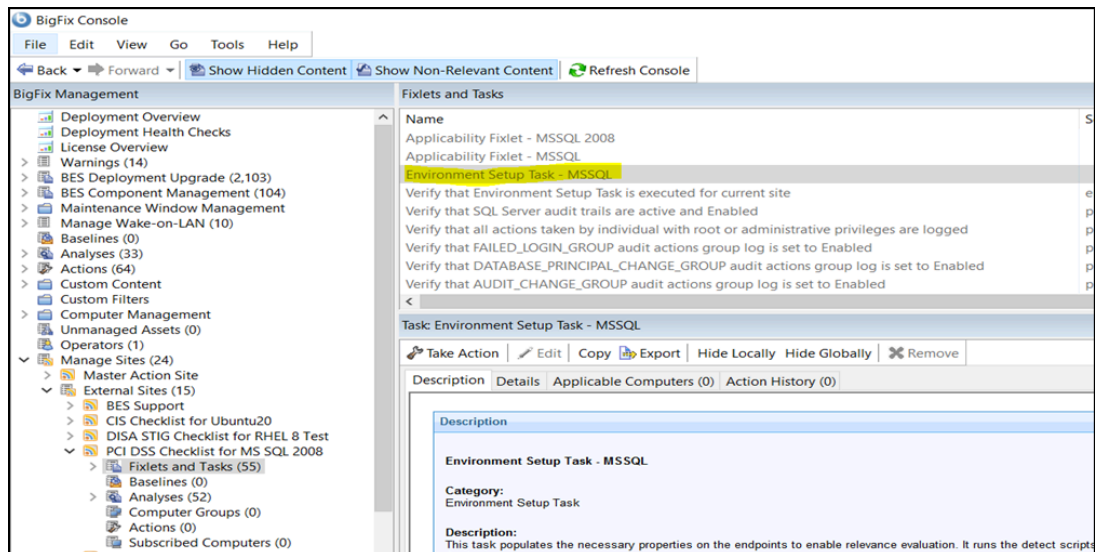 BigFix Console
File Edit View Go Tools Help
Back Forward Show Hidden Content Show Non-Relevant Content Refresh Console
BigFix Management
Deployment Overview
Deployment Health Checks
License Overview
Warnings (14)
BES Deployment Upgrade (2,103)
BES Component Management (104)
Maintenance Window Management
Manage Wake-on-LAN (10)
Baselines (0)
Analyses (33)
Actions (64)
Custom Content
Custom Filters
Computer Management
Unmanaged Assets (0)
Operators (1)
Manage Sites (24)
Master Action Site
External Sites (15)
BES Support
CIS Checklist for Ubuntu20
DISA STIG Checklist for RHEL 8 Test
PCI DSS Checklist for MS SQL 2008
Fixlets and Tasks (55)
Baselines (0)
Analyses (52)
Computer Groups (0)
Actions (0)
Subscribed Computers (0)
Fixlets and Tasks
Name S
Applicability Fixlet - MSSQL 2008
Applicability Fixlet - MSSQL
Environment Setup Task - MSSQL
Verify that Environment Setup Task is executed for current site e
Verify that SQL Server audit trails are active and Enabled p
Verify that all actions taken by individual with root or administrative privileges are logged p
Verify that FAILED_LOGIN_GROUP audit actions group log is set to Enabled p
Verify that DATABASE_PRINCIPAL_CHANGE_GROUP audit actions group log is set to Enabled p
Verify that AUDIT_CHANGE_GROUP audit actions group log is set to Enabled p
Task: Environment Setup Task - MSSQL
Take Action Edit Copy Export Hide Locally Hide Globally Remove
Description Details Applicable Computers (0) Action History (0)
Description
Environment Setup Task - MSSQL
Category:
Environment Setup Task
Description:
This task populates the necessary properties on the endpoints to enable relevance evaluation. It runs the detect scripts